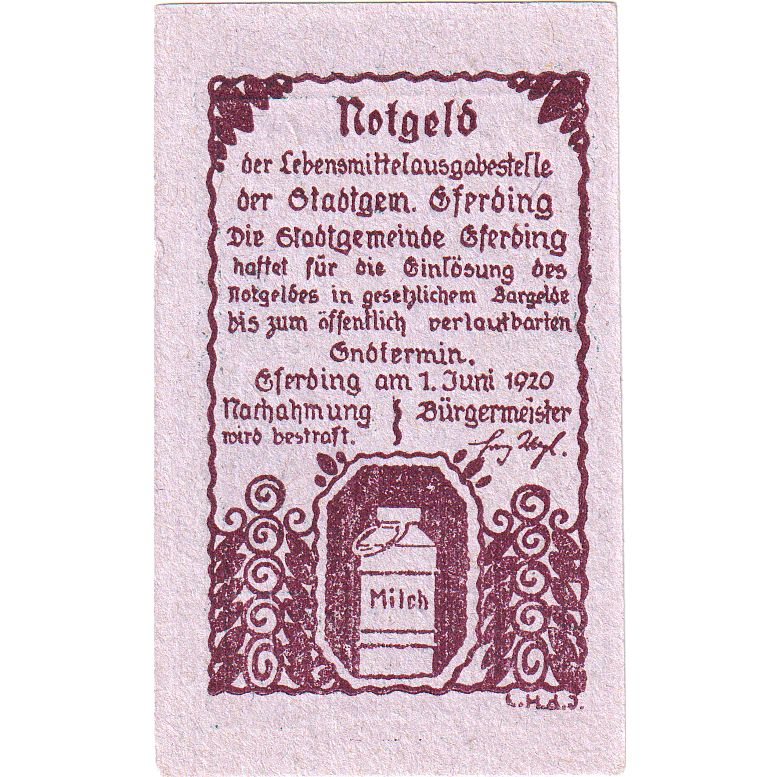 Notgeld
der Lebensmittelausgabestelle
der Stadtgem. Eferding
Die Stadtgemeinde Eferding
haftet für die Einlösung des
Notgeldes in gesetzlichem Bargelde
bis zum öffentlich verlautbarten
Endtermin.
Eferding am 1. Juni 1920
Nachahmung
wird bestraft.
Bürgermeister
Milch
C.H.d.J.